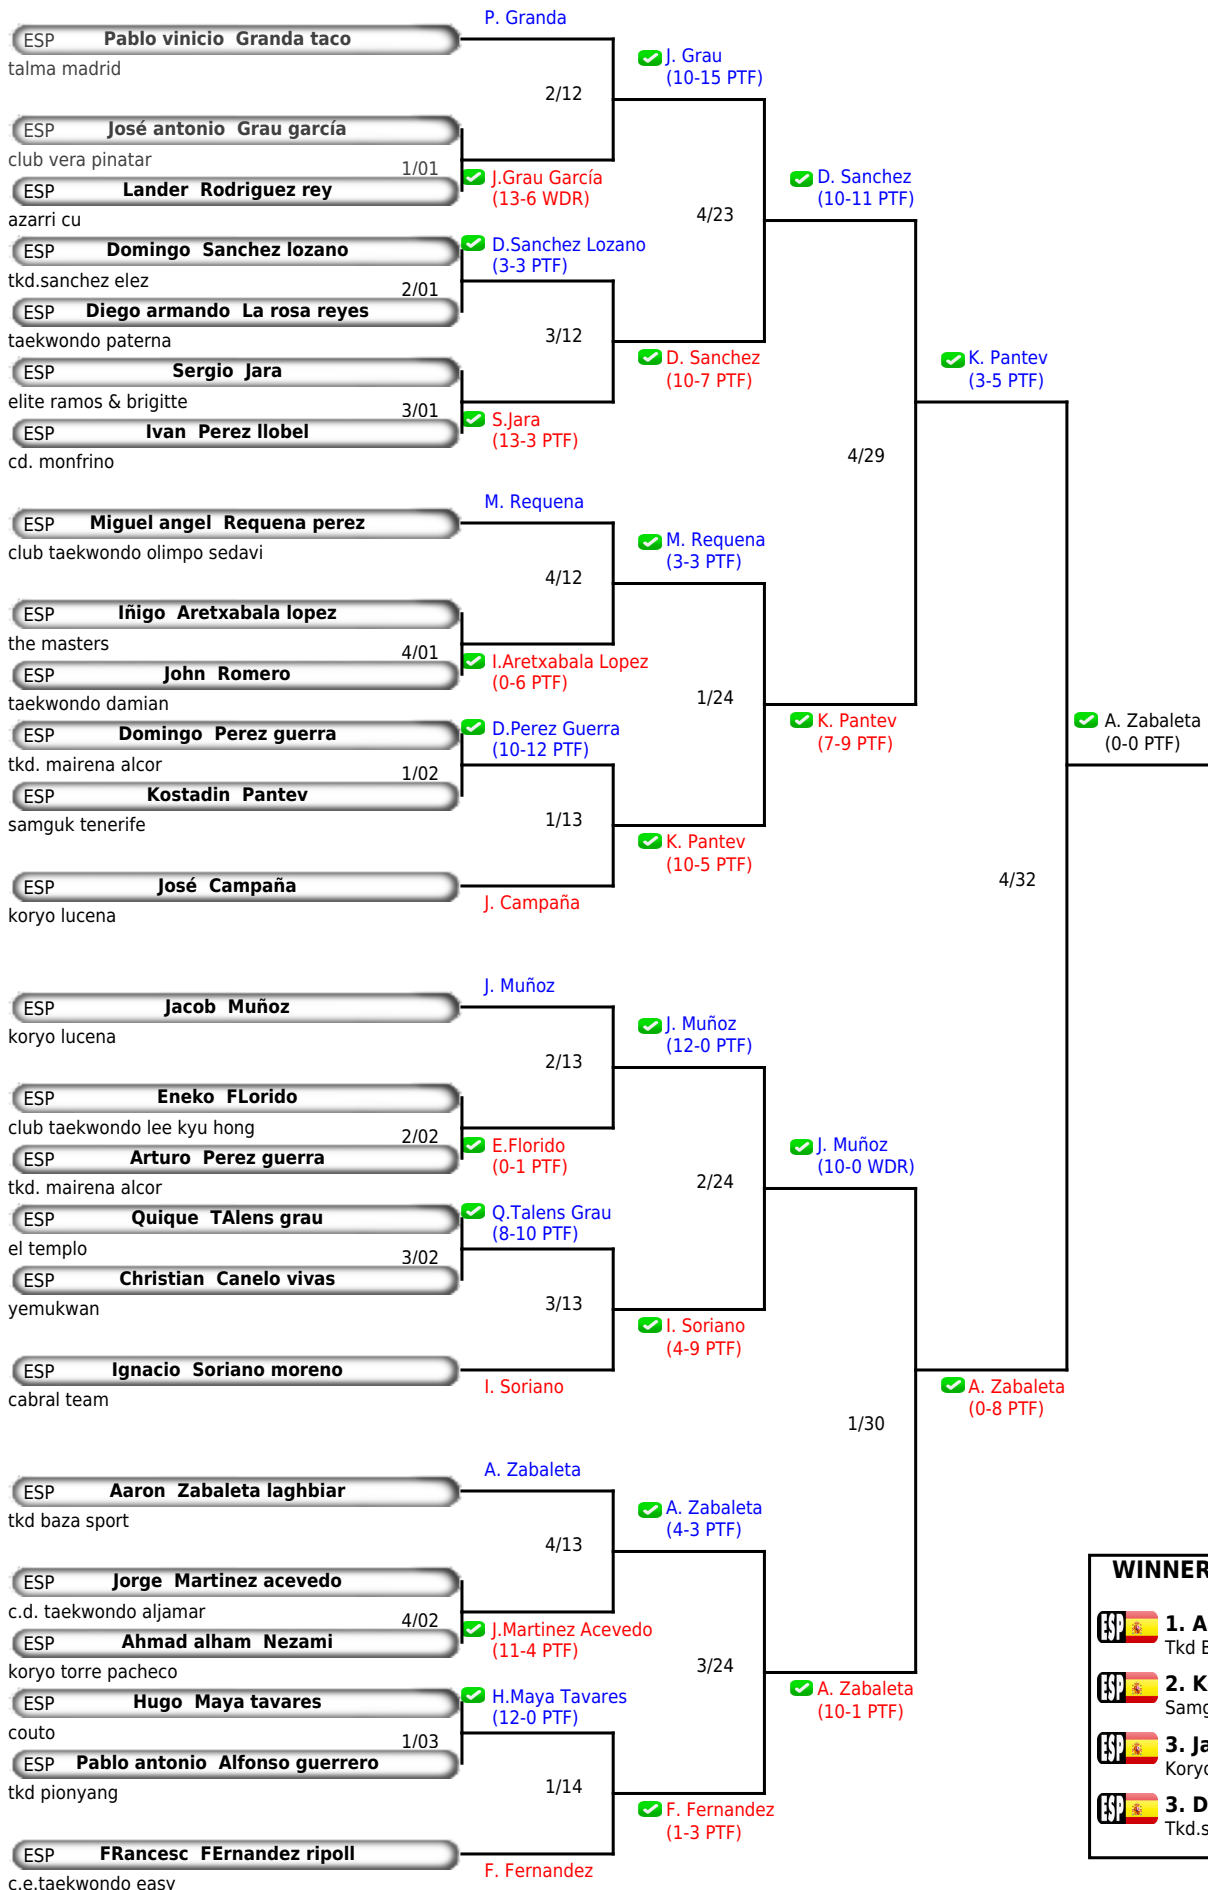 P. Granda
ESP Pablo vinicio Granda taco
talma madrid
J. Grau
(10-15 PTF)
2/12
ESP José antonio Grau garcía
club vera pinatar
1/01
J.Grau García
(13-6 WDR)
ESP Lander Rodriguez rey
azarri cu
D. Sanchez
(10-11 PTF)
4/23
ESP Domingo Sanchez lozano
D.Sanchez Lozano
(3-3 PTF)
tkd.sanchez elez
2/01
ESP Diego armando La rosa reyes
taekwondo paterna
3/12
D. Sanchez
(10-7 PTF)
K. Pantev
(3-5 PTF)
ESP Sergio Jara
elite ramos & brigitte
3/01
S.Jara
(13-3 PTF)
ESP Ivan Perez llobel
cd. monfrino
4/29
M. Requena
ESP Miguel angel Requena perez
club taekwondo olimpo sedavi
M. Requena
(3-3 PTF)
4/12
ESP Iñigo Aretxabala lopez
the masters
4/01
I.Aretxabala Lopez
(0-6 PTF)
ESP John Romero
taekwondo damian
1/24
K. Pantev
(7-9 PTF)
A. Zabaleta
(0-0 PTF)
ESP Domingo Perez guerra
D.Perez Guerra
(10-12 PTF)
tkd. mairena alcor
1/02
ESP Kostadin Pantev
samguk tenerife
1/13
K. Pantev
(10-5 PTF)
ESP José Campaña
J. Campaña
koryo lucena
4/32
J. Muñoz
ESP Jacob Muñoz
koryo lucena
J. Muñoz
(12-0 PTF)
2/13
ESP Eneko FLorido
club taekwondo lee kyu hong
2/02
E.Florido
(0-1 PTF)
ESP Arturo Perez guerra
tkd. mairena alcor
J. Muñoz
(10-0 WDR)
2/24
ESP Quique TAlens grau
Q.Talens Grau
(8-10 PTF)
el templo
3/02
ESP Christian Canelo vivas
yemukwan
3/13
I. Soriano
(4-9 PTF)
ESP Ignacio Soriano moreno
I. Soriano
cabral team
A. Zabaleta
(0-8 PTF)
1/30
A. Zabaleta
ESP Aaron Zabaleta laghbiar
tkd baza sport
A. Zabaleta
(4-3 PTF)
4/13
ESP Jorge Martinez acevedo
c.d. taekwondo aljamar
4/02
J.Martinez Acevedo
(11-4 PTF)
ESP Ahmad alham Nezami
koryo torre pacheco
3/24
A. Zabaleta
(10-1 PTF)
ESP Hugo Maya tavares
H.Maya Tavares
(12-0 PTF)
couto
1/03
ESP Pablo antonio Alfonso guerrero
tkd pionyang
1/14
F. Fernandez
(1-3 PTF)
ESP FRancesc FErnandez ripoll
F. Fernandez
c.e.taekwondo easy
WINNER
ESP 1. A
Tkd B
ESP 2. K
Samg
ESP 3. Ja
Koryo
ESP 3. D
Tkd.s